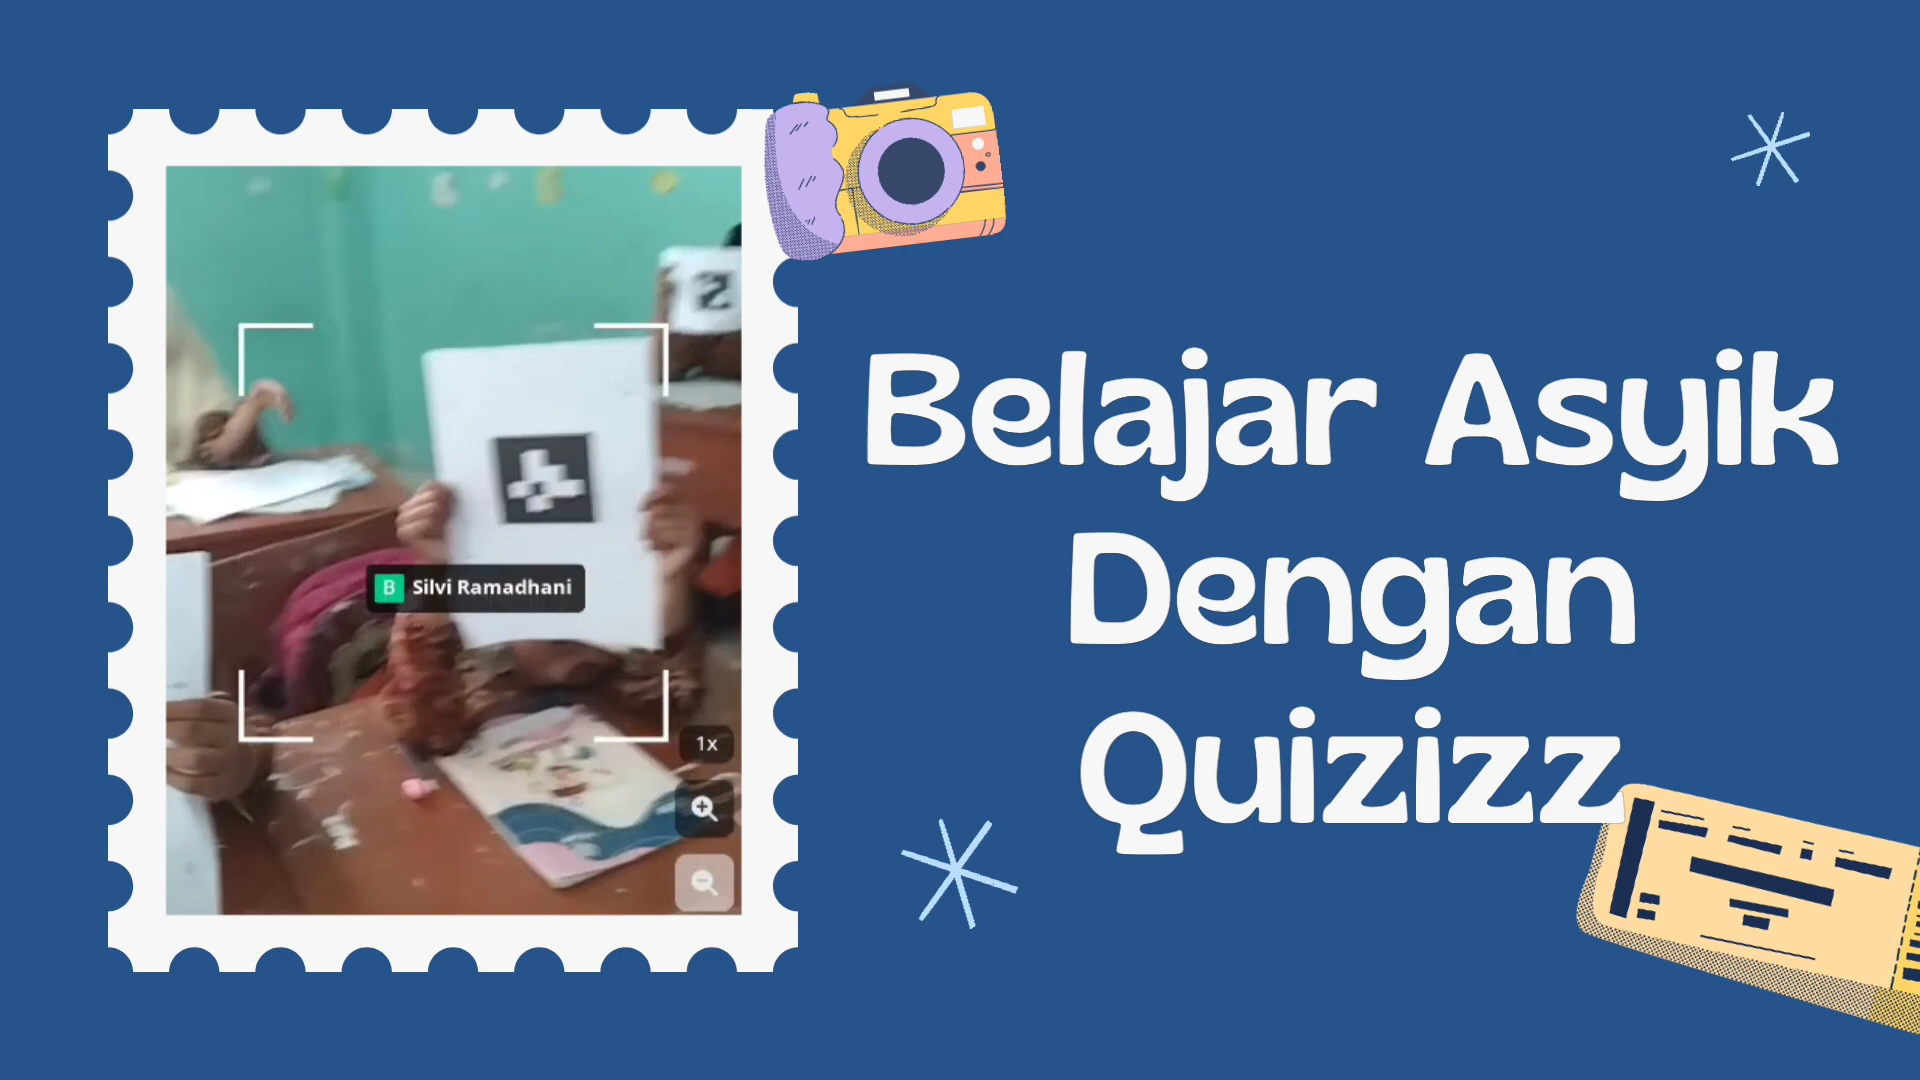 Belajar Asyik
Dengan
Quizizz
B Silvi Ramadhani
1x